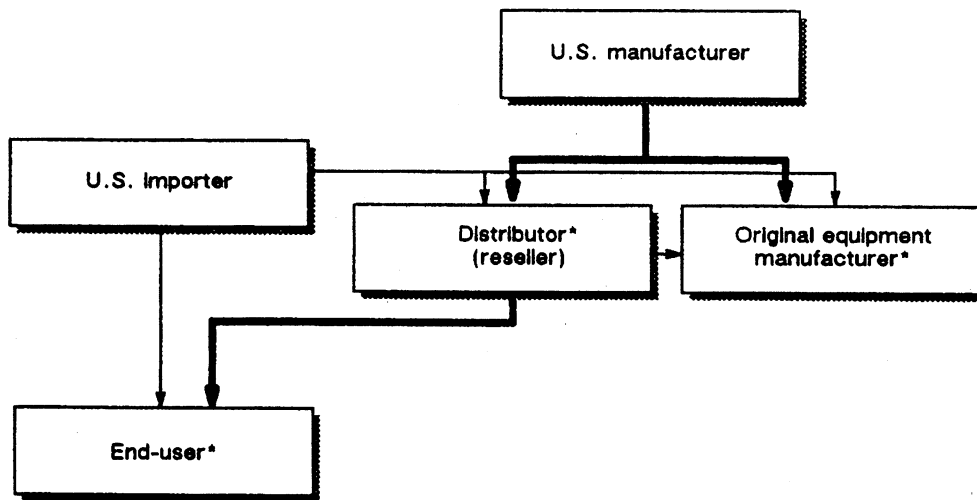 U.S. manufacturer
U.S. importer
Distributor*
(reseller)
Original equipment
manufacturer*
End-user*